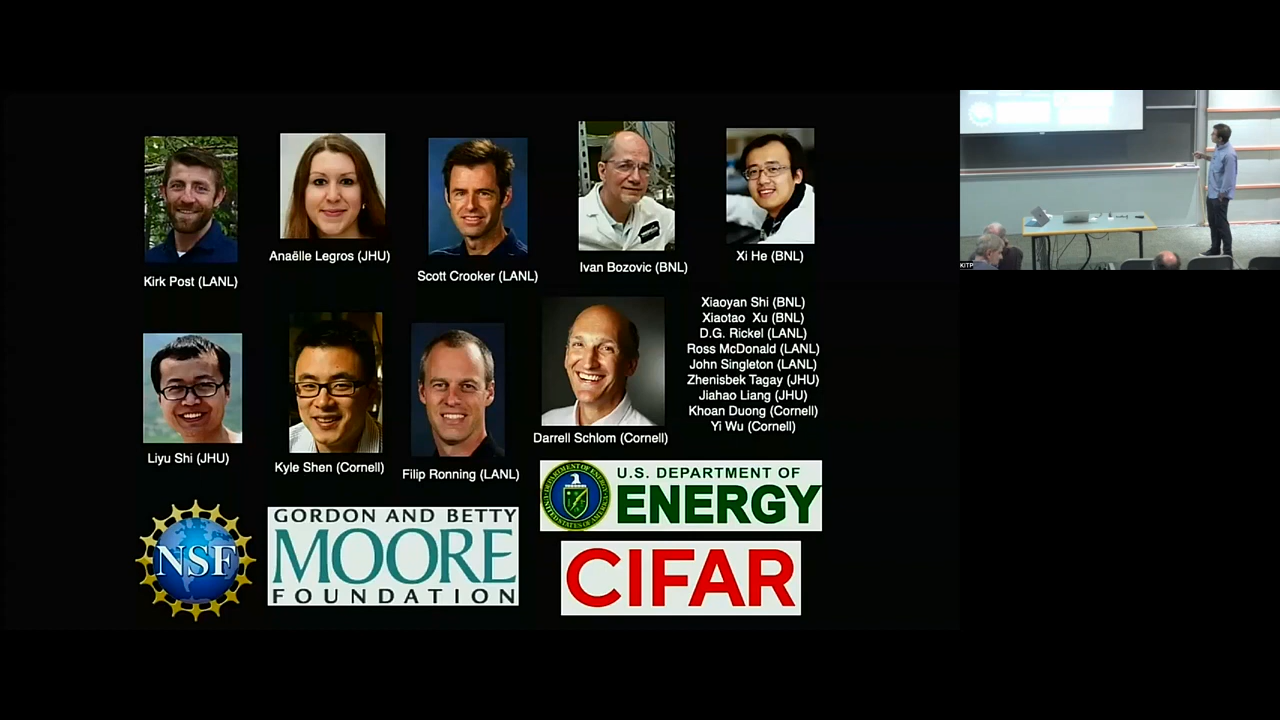 Kirk Post (LANL)
Anaëlle Legros (JHU)
Scott Crooker (LANL)
Ivan Bozovic (BNL)
Xi He (BNL)
Liyu Shi (JHU)
Kyle Shen (Cornell)
Filip Ronning (LANL)
Darrell Schlom (Cornell)
Xiaoyan Shi (BNL)
Xiaotao Xu (BNL)
D.G. Rickel (LANL)
Ross McDonald (LANL)
John Singleton (LANL)
Zhenisbek Tagay (JHU)
Jiahao Liang (JHU)
Khoan Duong (Cornell)
Yi Wu (Cornell)
NSF
GORDON AND BETTY
MOORE
FOUNDATION
U.S. DEPARTMENT OF
ENERGY
CIFAR
KITP